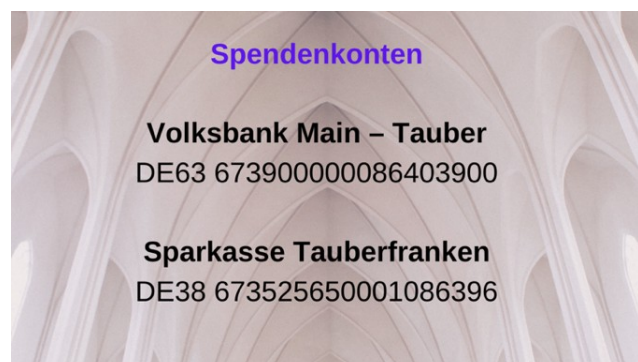 Spendenkonten
Volksbank Main – Tauber
DE63 673900000086403900
Sparkasse Tauberfranken
DE38 673525650001086396